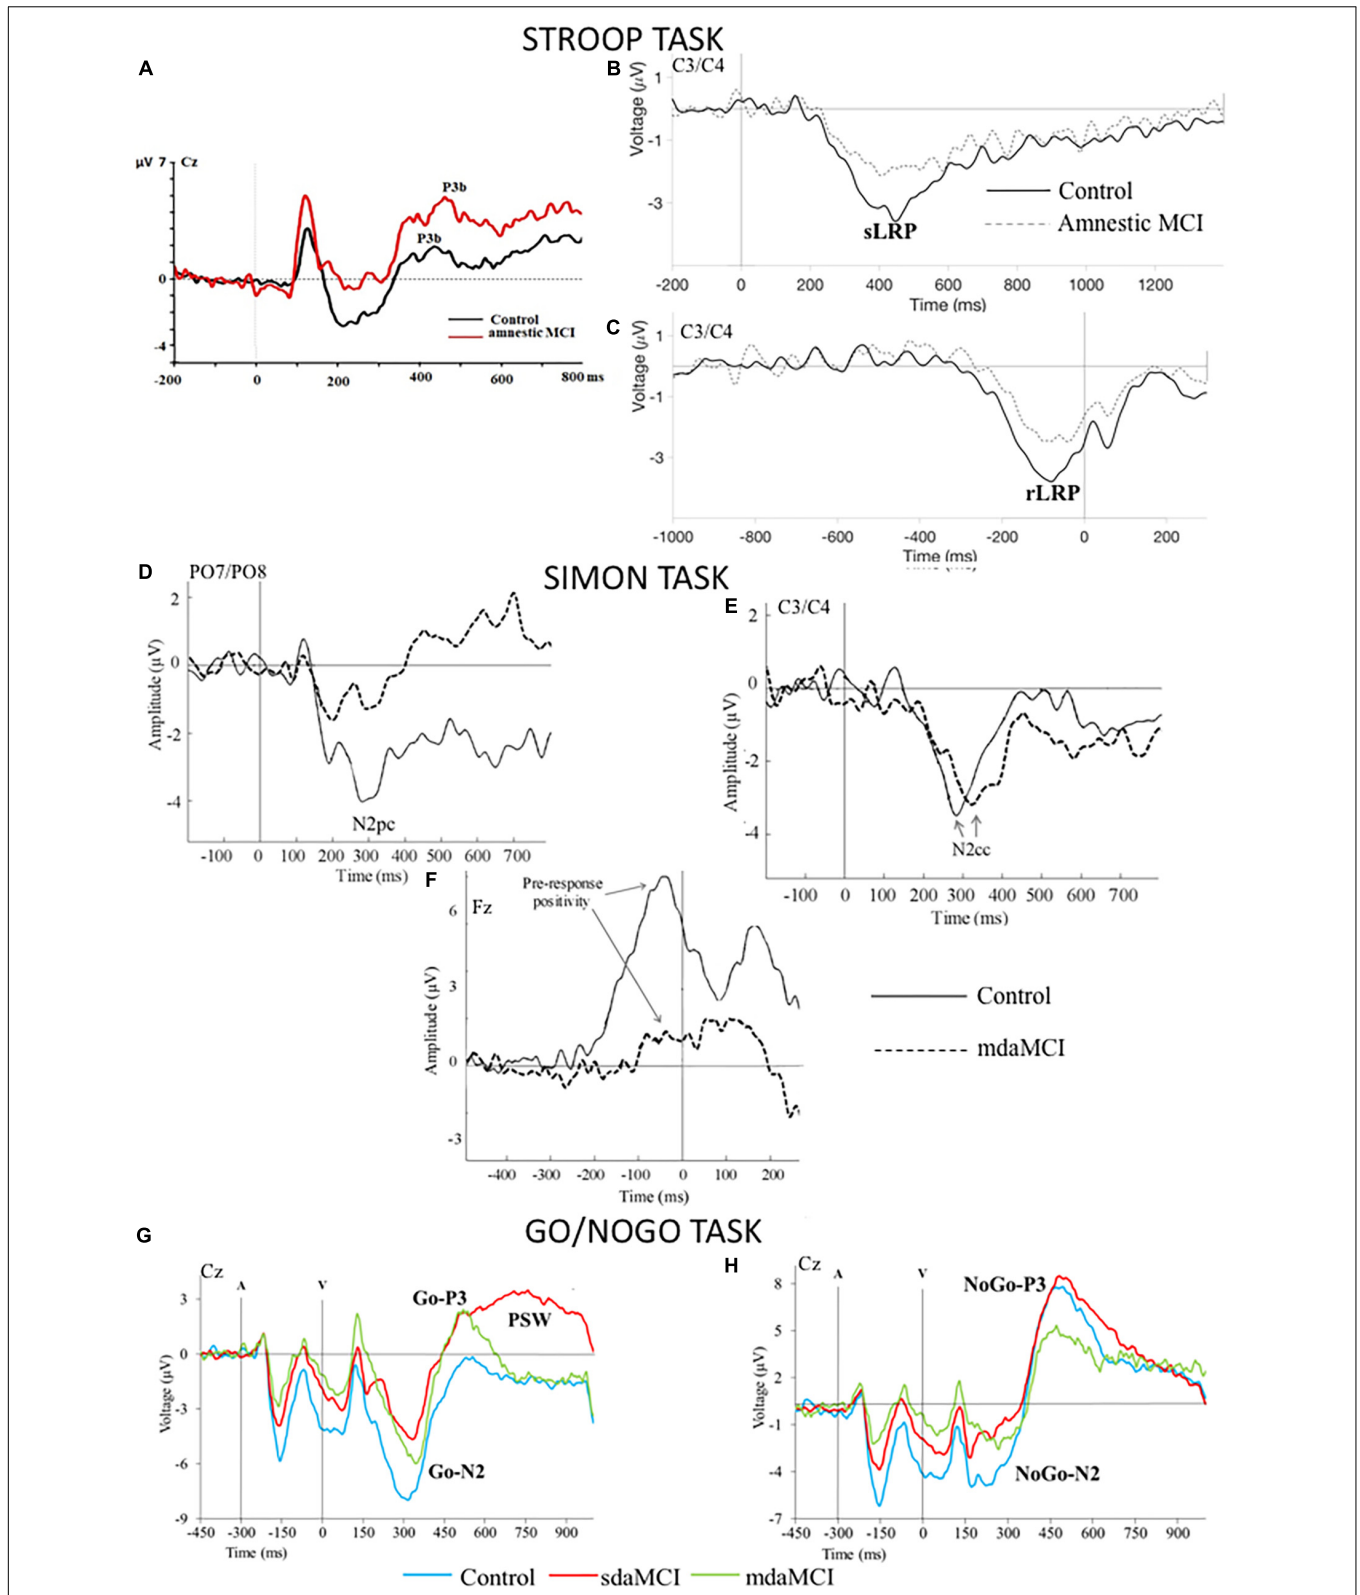 STROOP TASK
A
µV 7 Cz
P3b
P3b
0
-4
Control
amnestic MCI
-200 0 200 400 600 800 ms
B
C3/C4
Voltage (µV)
1
-1
-3
sLRP
Control
Amnestic MCI
-200 0 200 400 600 800 1000 1200
Time (ms)
C
C3/C4
Voltage (µV)
1
-1
-3
rLRP
-1000 -800 -600 -400 -200 0 200
Time (ms)
SIMON TASK
D
PO7/PO8
Amplitude (µV)
2
0
-2
-4
N2pc
-100 0 100 200 300 400 500 600 700
Time (ms)
E
C3/C4
Amplitude (µV)
2
0
-2
-4
N2cc
-100 0 100 200 300 400 500 600 700
Time (ms)
F
Fz
Pre-response
positivity
Amplitude (µV)
6
3
0
-3
-400 -300 -200 -100 0 100 200
Time (ms)
Control
mdaMCI
GO/NOGO TASK
G
Cz
A V
Voltage (µV)
3
0
-3
-6
-9
Go-P3
PSW
Go-N2
-450 -300 -150 0 150 300 450 600 750 900
Time (ms)
H
Cz
A V
Voltage (µV)
8
5
2
-1
-4
-7
NoGo-P3
NoGo-N2
-450 -300 -150 0 150 300 450 600 750 900
Time (ms)
Control sdaMCI mdaMCI